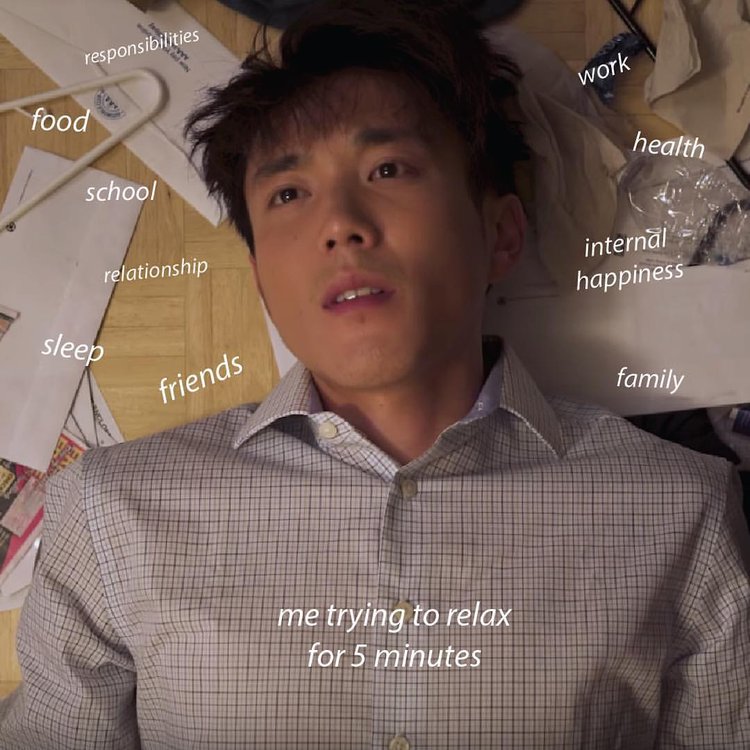 responsibilities
work
food
health
school
internal
happiness
relationship
sleep
friends
family
me trying to relax
for 5 minutes